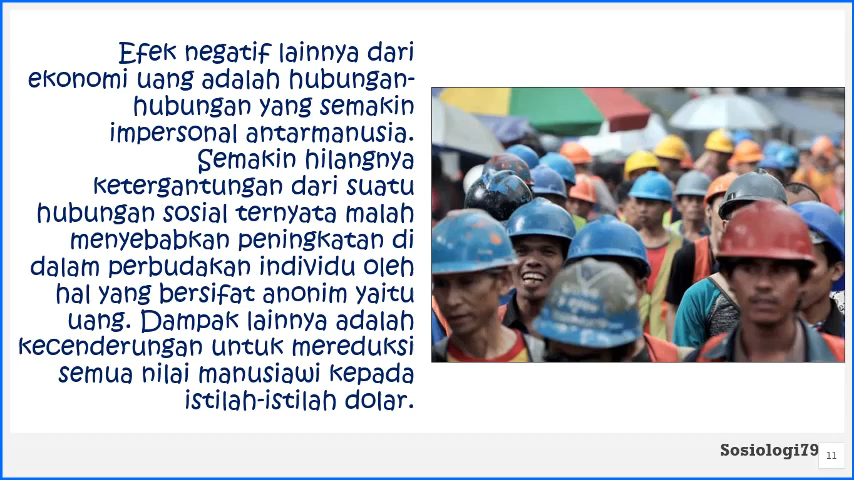 Efek negatif lainnya dari
ekonomi uang adalah hubungan-
hubungan yang semakin
impersonal antarmanusia.
Semakin hilangnya
ketergantungan dari suatu
hubungan sosial ternyata malah
menyebabkan peningkatan di
dalam perbudakan individu oleh
hal yang bersifat anonim yaitu
uang. Dampak lainnya adalah
kecenderungan untuk mereduksi
semua nilai manusiawi kepada
istilah-istilah dolar.
Sosiologi79
11